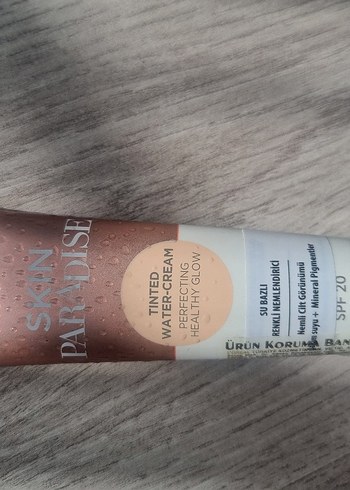 SKIN
PARADISE
TINTED
WATER-CREAM
PERFECTING
HEALTHY GLOW
SU BAZLI
RENKLİ NEMLENDİRİCİ
Nemli Cilt Görünümü
suyu + Mineral Pigmentler
SPF 20
ÜRÜN KORUMA BAN